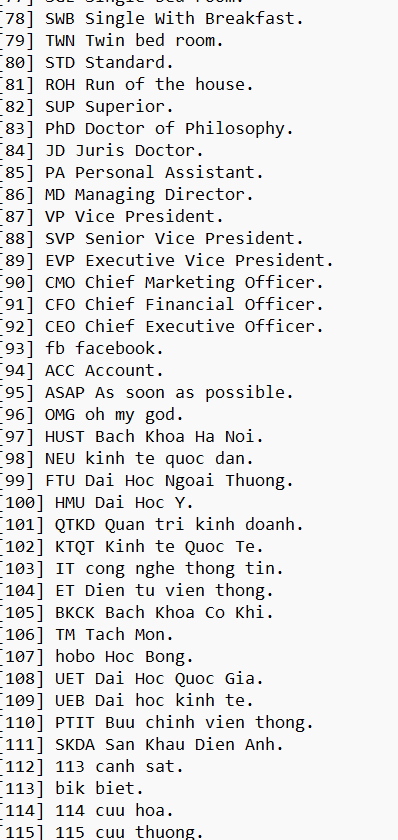 [77] SGL Single bed room.
[78] SWB Single With Breakfast.
[79] TWN Twin bed room.
[80] STD Standard.
[81] ROH Run of the house.
[82] SUP Superior.
[83] PhD Doctor of Philosophy.
[84] JD Juris Doctor.
[85] PA Personal Assistant.
[86] MD Managing Director.
[87] VP Vice President.
[88] SVP Senior Vice President.
[89] EVP Executive Vice President.
[90] CMO Chief Marketing Officer.
[91] CFO Chief Financial Officer.
[92] CEO Chief Executive Officer.
[93] fb facebook.
[94] ACC Account.
[95] ASAP As soon as possible.
[96] OMG oh my god.
[97] HUST Bach Khoa Ha Noi.
[98] NEU kinh te quoc dan.
[99] FTU Dai Hoc Ngoai Thuong.
[100] HMU Dai Hoc Y.
[101] QTKD Quan tri kinh doanh.
[102] KTQT Kinh te Quoc Te.
[103] IT cong nghe thong tin.
[104] ET Dien tu vien thong.
[105] BKCK Bach Khoa Co Khi.
[106] TM Tach Mon.
[107] hobo Hoc Bong.
[108] UET Dai Hoc Quoc Gia.
[109] UEB Dai hoc kinh te.
[110] PTIT Buu chinh vien thong.
[111] SKDA San Khau Dien Anh.
[112] 113 canh sat.
[113] bik biet.
[114] 114 cuu hoa.
[115] 115 cuu thuong.